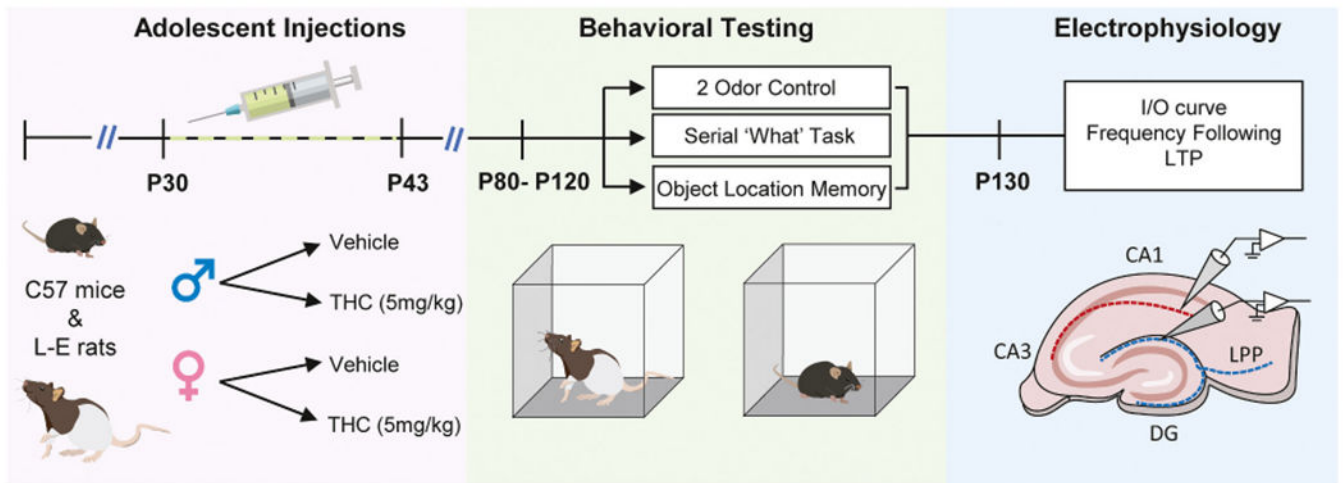 Adolescent Injections
P30
P43
C57 mice
&
L-E rats
Vehicle
THC (5mg/kg)
Vehicle
THC (5mg/kg)
Behavioral Testing
P80- P120
2 Odor Control
Serial ‘What’ Task
Object Location Memory
Electrophysiology
P130
I/O curve
Frequency Following
LTP
CA1
CA3
LPP
DG